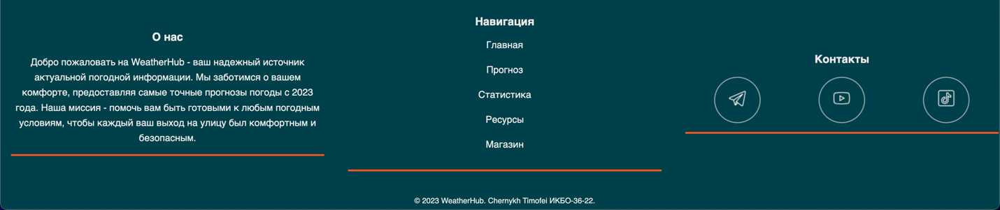 О нас
Добро пожаловать на WeatherHub - ваш надежный источник
актуальной погодной информации. Мы заботимся о вашем
комфорте, предоставляя самые точные прогнозы погоды с 2023
года. Наша миссия - помочь вам быть готовыми к любым погодным
условиям, чтобы каждый ваш выход на улицу был комфортным и
безопасным.
Навигация
Главная
Прогноз
Статистика
Ресурсы
Магазин
Контакты
© 2023 WeatherHub. Chernykh Timofei ИКБО-36-22.